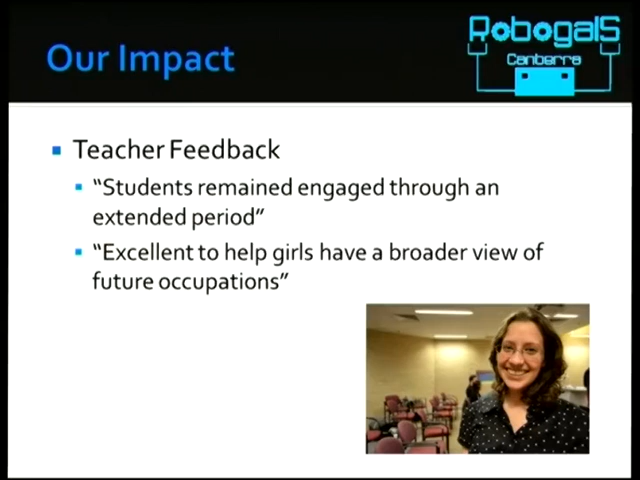 Our Impact
Robogals
Canberra
Teacher Feedback
"Students remained engaged through an
extended period"
"Excellent to help girls have a broader view of
future occupations"